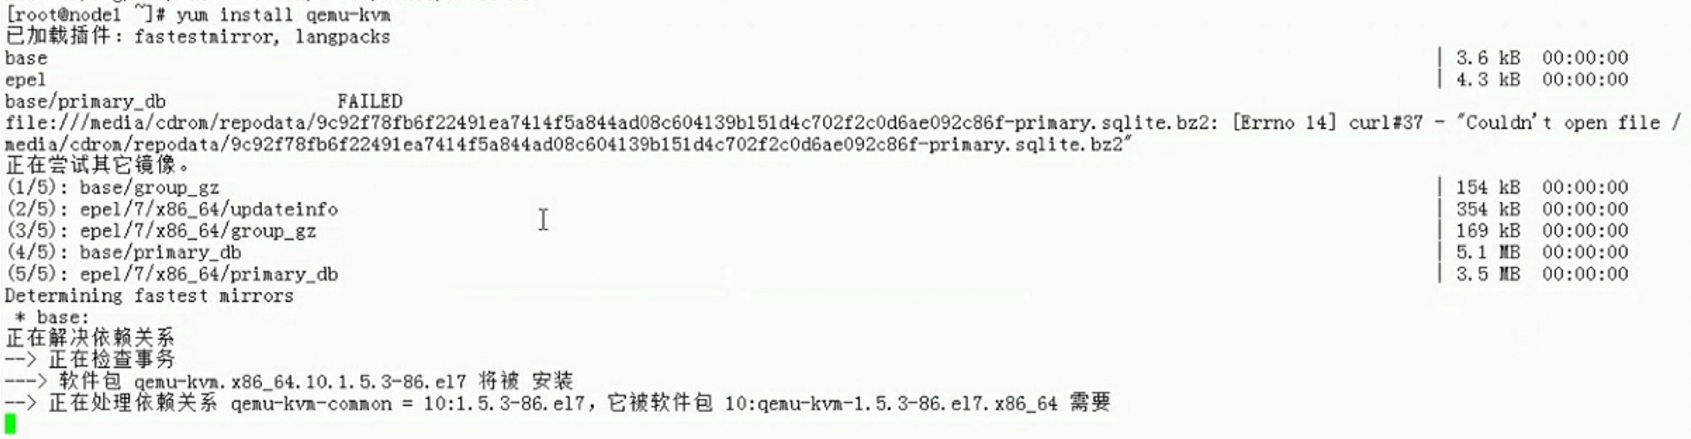 [root@node1 ~]# yum install qemu-kvm
已加载插件：fastestmirror, langpacks
base | 3.6 kB 00:00:00
epel | 4.3 kB 00:00:00
base/primary_db FAILED
file:///media/cdrom/repodata/9c92f78fb6f22491ea7414f5a844ad08c604139b151d4c702f2c0d6ae092c86f-primary.sqlite.bz2: [Errno 14] curl#37 - "Couldn't open file /
media/cdrom/repodata/9c92f78fb6f22491ea7414f5a844ad08c604139b151d4c702f2c0d6ae092c86f-primary.sqlite.bz2"
正在尝试其它镜像。
(1/5): base/group_gz | 154 kB 00:00:00
(2/5): epel/7/x86_64/updateinfo | 354 kB 00:00:00
(3/5): epel/7/x86_64/group_gz | 169 kB 00:00:00
(4/5): base/primary_db | 5.1 MB 00:00:00
(5/5): epel/7/x86_64/primary_db | 3.5 MB 00:00:00
Determining fastest mirrors
* base:
正在解决依赖关系
--> 正在检查事务
---> 软件包 qemu-kvm.x86_64.10.1.5.3-86.el7 将被 安装
--> 正在处理依赖关系 qemu-kvm-common = 10:1.5.3-86.el7，它被软件包 10:qemu-kvm-1.5.3-86.el7.x86_64 需要